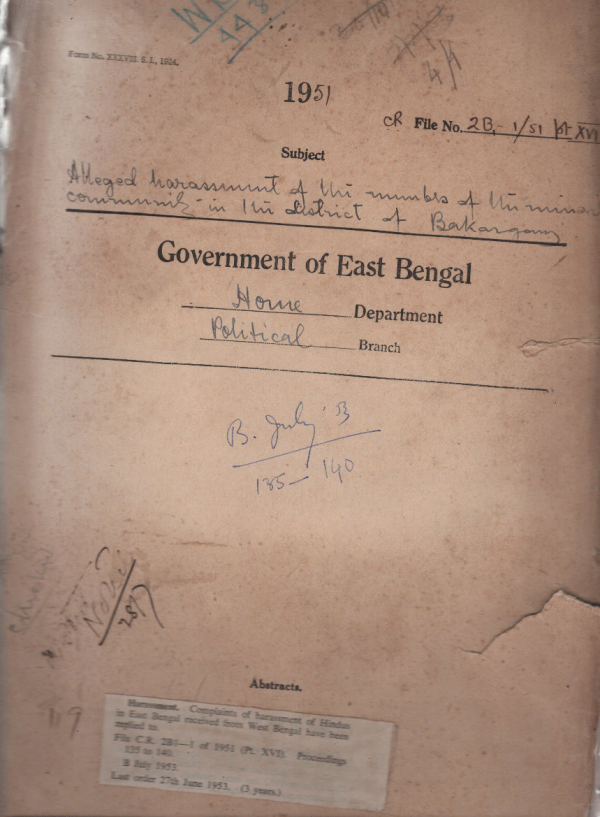 Form No. XXXVII. S. I., 1924.
1951
CR File No. 2B, - 1/51 pt XVI
Subject
Alleged harassment of the members of the minor
community in the district of Bakarganj
Government of East Bengal
Home Department
Political Branch
B. July '53
135 — 140
Abstracts.
119
Harassment. Complaints of harassment of Hindus
in East Bengal received from West Bengal have been
replied to.
File C.R. 2B1—1 of 1951 (Pt. XVI) Proceedings
135 to 140.
B July 1953.
Last order 27th June 1953. (3 years.)